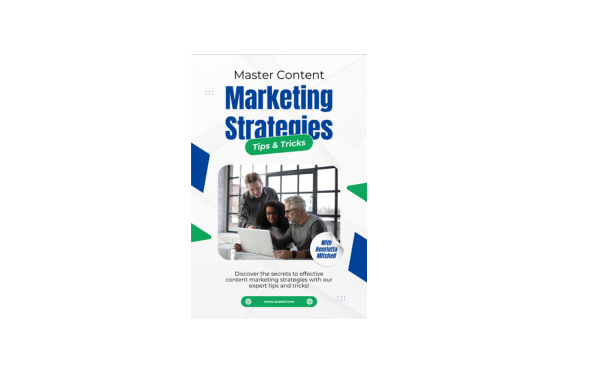 Master Content
Marketing
Strategies
Tips & Tricks
With
Henrietta
Mitchell
Discover the secrets to effective
content marketing strategies with our
expert tips and tricks!